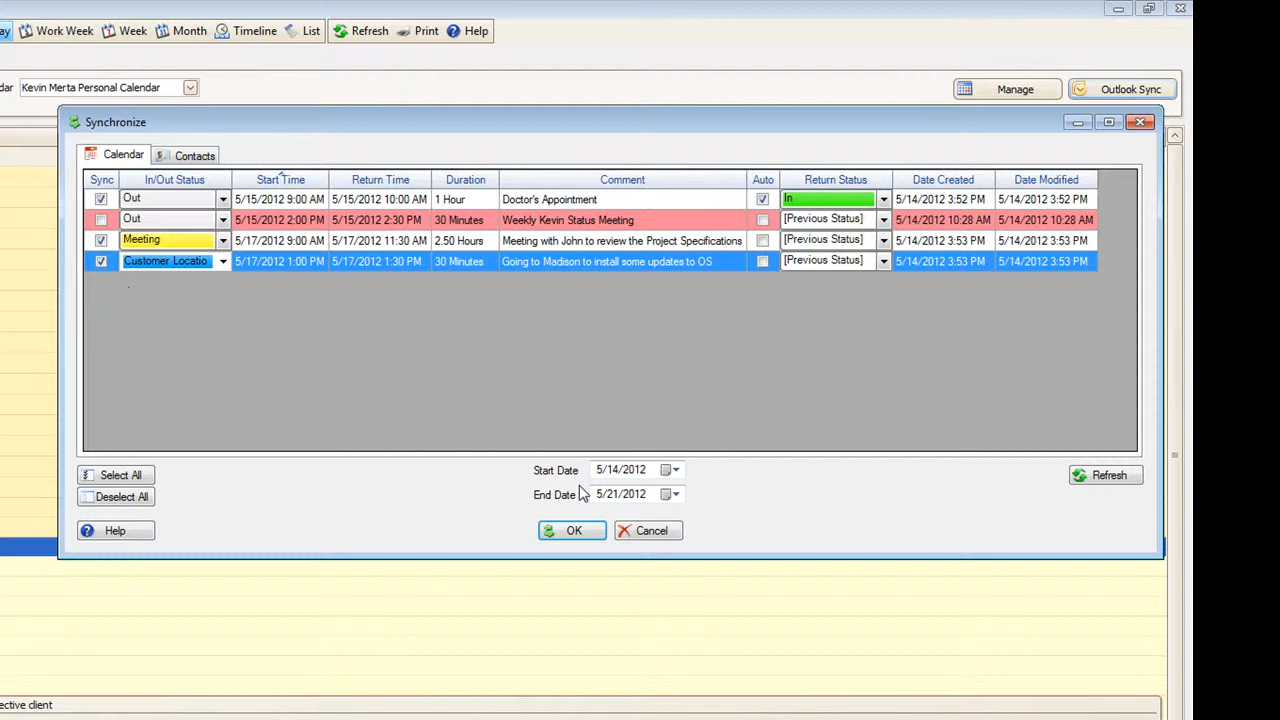 ay Work Week Week Month Timeline List Refresh Print Help
dar Kevin Merta Personal Calendar Manage Outlook Sync
Synchronize
Calendar Contacts
Sync In/Out Status Start Time Return Time Duration Comment Auto Return Status Date Created Date Modified
Out 5/15/2012 9:00 AM 5/15/2012 10:00 AM 1 Hour Doctor's Appointment In 5/14/2012 3:52 PM 5/14/2012 3:52 PM
Out 5/15/2012 2:00 PM 5/15/2012 2:30 PM 30 Minutes Weekly Kevin Status Meeting [Previous Status] 5/14/2012 10:28 AM 5/14/2012 10:28 AM
Meeting 5/17/2012 9:00 AM 5/17/2012 11:30 AM 2.50 Hours Meeting with John to review the Project Specifications [Previous Status] 5/14/2012 3:53 PM 5/14/2012 3:53 PM
Customer Locatio 5/17/2012 1:00 PM 5/17/2012 1:30 PM 30 Minutes Going to Madison to install some updates to OS [Previous Status] 5/14/2012 3:53 PM 5/14/2012 3:53 PM
Select All Start Date 5/14/2012 Refresh
Deselect All End Date 5/21/2012
Help OK Cancel
ective client